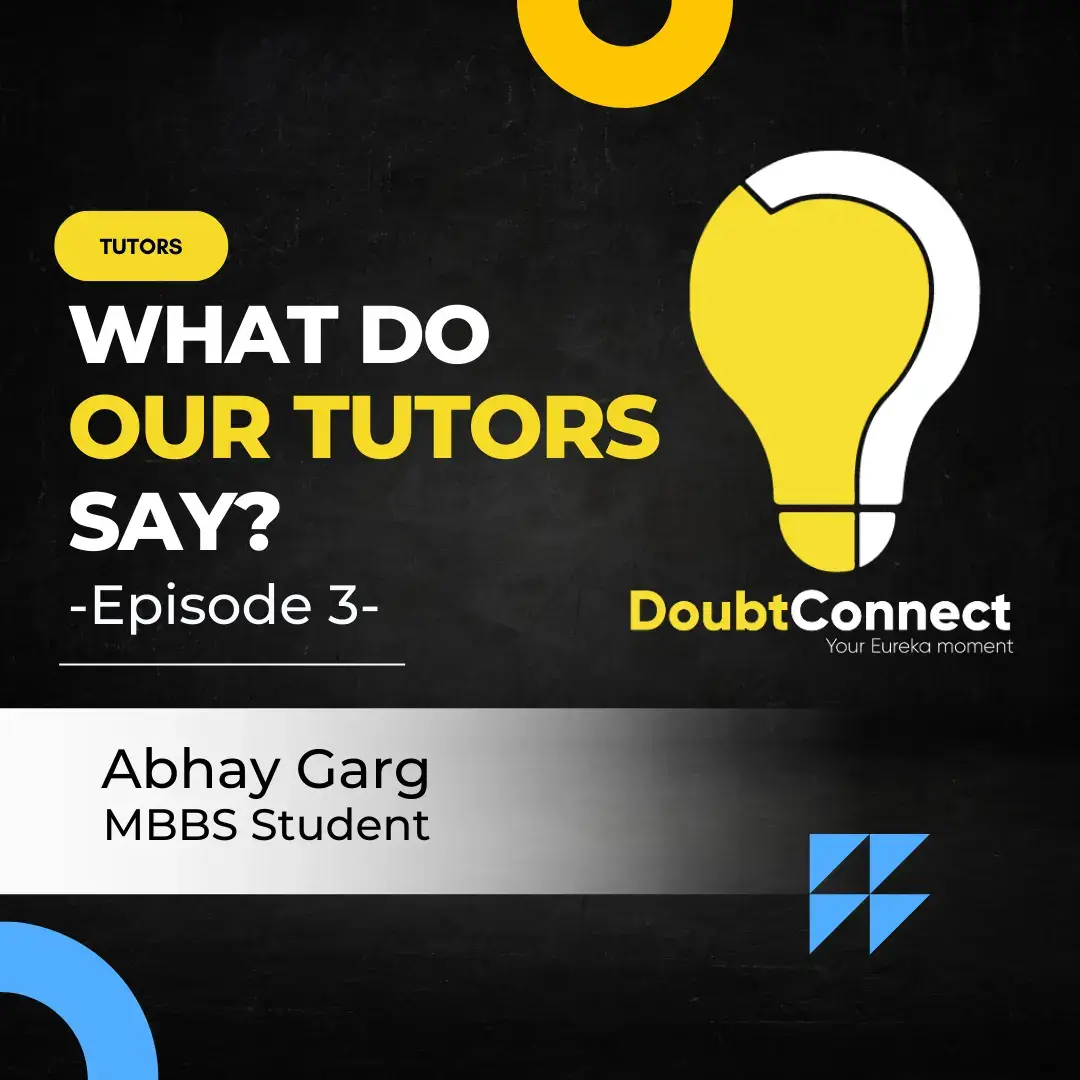 TUTORS
WHAT DO
OUR TUTORS
SAY?
-Episode 3-
DoubtConnect
Your Eureka moment
Abhay Garg
MBBS Student